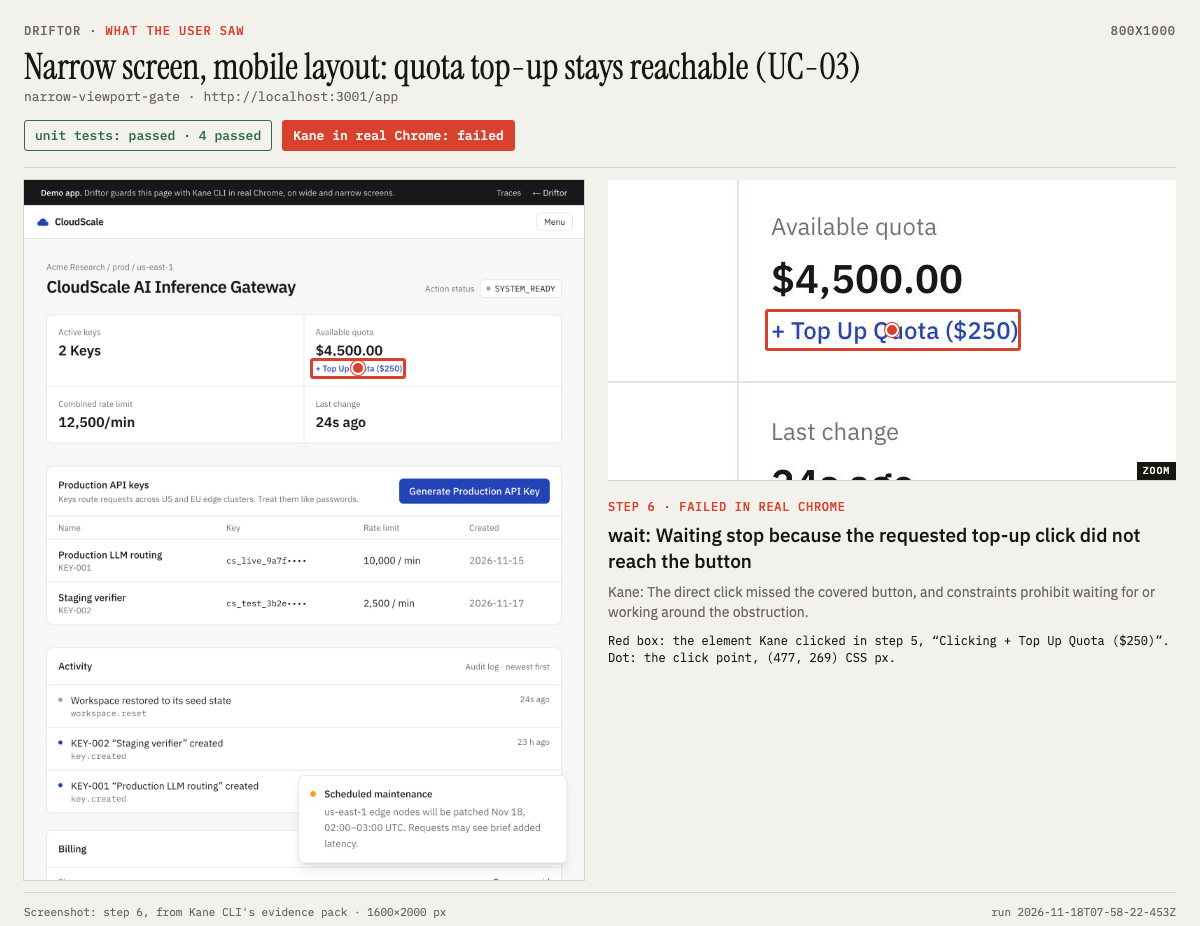 DRIFTOR · WHAT THE USER SAW
800X1000
Narrow screen, mobile layout: quota top-up stays reachable (UC-03)
narrow-viewport-gate · http://localhost:3001/app
unit tests: passed · 4 passed
Kane in real Chrome: failed
Demo app. Driftor guards this page with Kane CLI in real Chrome, on wide and narrow screens.
Traces
← Driftor
CloudScale
Menu
Acme Research / prod / us-east-1
CloudScale AI Inference Gateway
Action status
SYSTEM_READY
Active keys
2 Keys
Available quota
$4,500.00
+ Top Up ta ($250)
Combined rate limit
12,500/min
Last change
24s ago
Production API keys
Keys route requests across US and EU edge clusters. Treat them like passwords.
Generate Production API Key
Name Key Rate limit Created
Production LLM routing
KEY-001
cs_live_9a7f•••• 10,000 / min 2026-11-15
Staging verifier
KEY-002
cs_test_3b2e•••• 2,500 / min 2026-11-17
Activity
Audit log · newest first
Workspace restored to its seed state
24s ago
workspace.reset
KEY-002 “Staging verifier” created
23 h ago
key.created
KEY-001 “Production LLM routing” created
key.created
Scheduled maintenance
us-east-1 edge nodes will be patched Nov 18,
02:00–03:00 UTC. Requests may see brief added
latency.
Billing
Available quota
$4,500.00
+ Top Up Quota ($250)
Last change
24s ago
ZOOM
STEP 6 · FAILED IN REAL CHROME
wait: Waiting stop because the requested top-up click did not
reach the button
Kane: The direct click missed the covered button, and constraints prohibit waiting for or
working around the obstruction.
Red box: the element Kane clicked in step 5, “Clicking + Top Up Quota ($250)”.
Dot: the click point, (477, 269) CSS px.
Screenshot: step 6, from Kane CLI's evidence pack · 1600×2000 px
run 2026-11-18T07-58-22-453Z